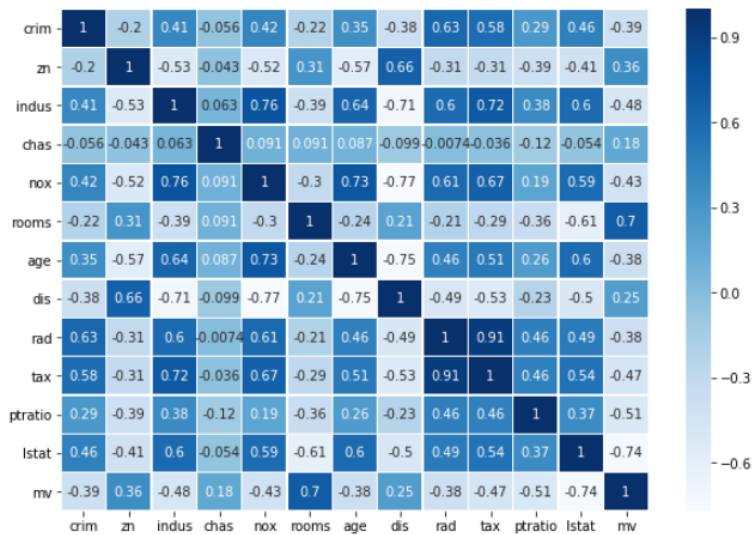 crim 1 -0.2 0.41 -0.056 0.42 -0.22 0.35 -0.38 0.63 0.58 0.29 0.46 -0.39 0.9
zn -0.2 1 -0.53 -0.043 -0.52 0.31 -0.57 0.66 -0.31 -0.31 -0.39 -0.41 0.36
indus 0.41 -0.53 1 0.063 0.76 -0.39 0.64 -0.71 0.6 0.72 0.38 0.6 -0.48 0.6
chas -0.056 -0.043 0.063 1 0.091 0.091 0.087 -0.099 -0.0074 -0.036 -0.12 -0.054 0.18
nox 0.42 -0.52 0.76 0.091 1 -0.3 0.73 -0.77 0.61 0.67 0.19 0.59 -0.43 0.3
rooms -0.22 0.31 -0.39 0.091 -0.3 1 -0.24 0.21 -0.21 -0.29 -0.36 -0.61 0.7
age 0.35 -0.57 0.64 0.087 0.73 -0.24 1 -0.75 0.46 0.51 0.26 0.6 -0.38
dis -0.38 0.66 -0.71 -0.099 -0.77 0.21 -0.75 1 -0.49 -0.53 -0.23 -0.5 0.25 0.0
rad 0.63 -0.31 0.6 -0.0074 0.61 -0.21 0.46 -0.49 1 0.91 0.46 0.49 -0.38
tax 0.58 -0.31 0.72 -0.036 0.67 -0.29 0.51 -0.53 0.91 1 0.46 0.54 -0.47 -0.3
ptratio 0.29 -0.39 0.38 -0.12 0.19 -0.36 0.26 -0.23 0.46 0.46 1 0.37 -0.51
lstat 0.46 -0.41 0.6 -0.054 0.59 -0.61 0.6 -0.5 0.49 0.54 0.37 1 -0.74 -0.6
mv -0.39 0.36 -0.48 0.18 -0.43 0.7 -0.38 0.25 -0.38 -0.47 -0.51 -0.74 1
crim zn indus chas nox rooms age dis rad tax ptratio lstat mv